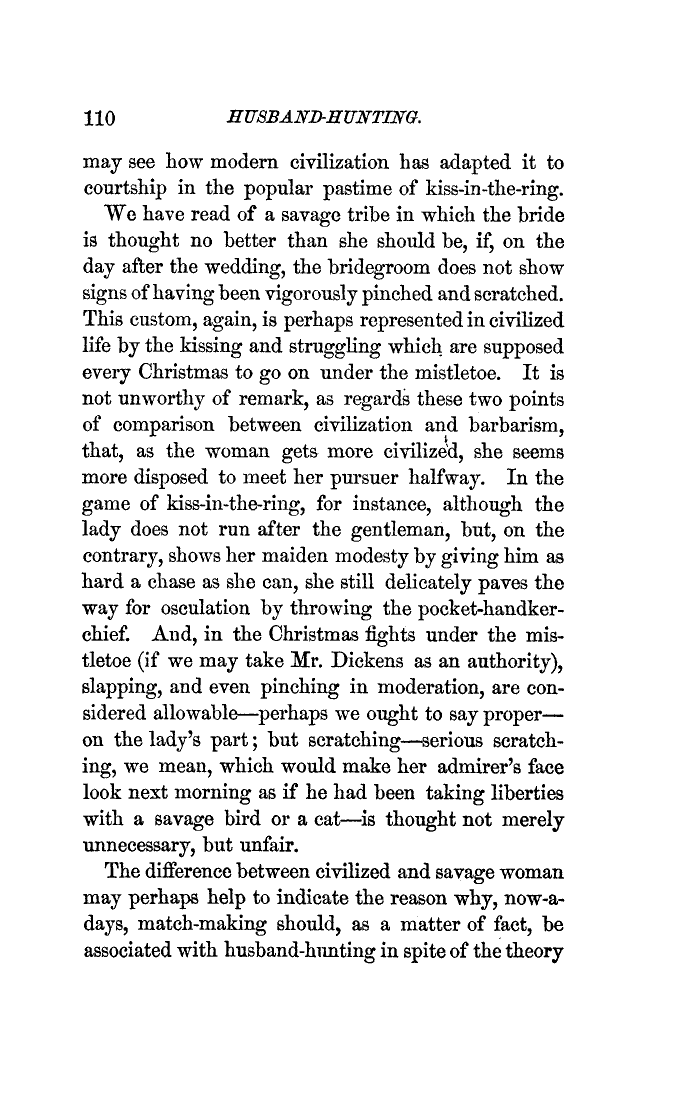 110 HUSBAND-HUNTING.
may see how modern civilization has adapted it to
courtship in the popular pastime of kiss-in-the-ring.
We have read of a savage tribe in which the bride
is thought no better than she should be, if, on the
day after the wedding, the bridegroom does not show
signs of having been vigorously pinched and scratched.
This custom, again, is perhaps represented in civilized
life by the kissing and struggling which are supposed
every Christmas to go on under the mistletoe. It is
not unworthy of remark, as regards these two points
of comparison between civilization and barbarism,
that, as the woman gets more civilized, she seems
more disposed to meet her pursuer halfway. In the
game of kiss-in-the-ring, for instance, although the
lady does not run after the gentleman, but, on the
contrary, shows her maiden modesty by giving him as
hard a chase as she can, she still delicately paves the
way for osculation by throwing the pocket-handker-
chief. And, in the Christmas fights under the mis-
tletoe (if we may take Mr. Dickens as an authority),
slapping, and even pinching in moderation, are con-
sidered allowable—perhaps we ought to say proper—
on the lady's part; but scratching—serious scratch-
ing, we mean, which would make her admirer's face
look next morning as if he had been taking liberties
with a savage bird or a cat—is thought not merely
unnecessary, but unfair.
The difference between civilized and savage woman
may perhaps help to indicate the reason why, now-a-
days, match-making should, as a matter of fact, be
associated with husband-hunting in spite of the theory